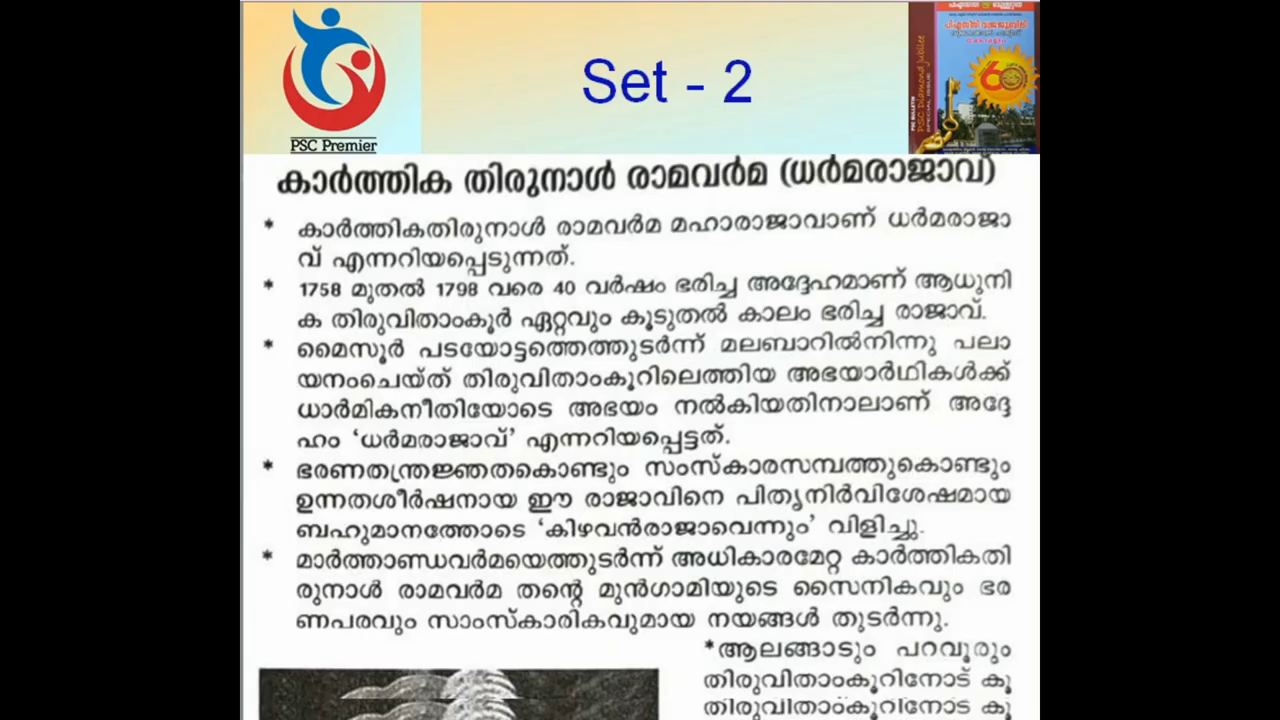 Set - 2
PSC Premier
60
കാർത്തിക തിരുനാൾ രാമവർമ (ധർമരാജാവ്)
* കാർത്തികതിരുനാൾ രാമവർമ മഹാരാജാവാണ് ധർമരാജാ
വ് എന്നറിയപ്പെടുന്നത്.
* 1758 മുതൽ 1798 വരെ 40 വർഷം ഭരിച്ച അദ്ദേഹമാണ് ആധുനി
ക തിരുവിതാംകൂർ ഏറ്റവും കൂടുതൽ കാലം ഭരിച്ച രാജാവ്.
* മൈസൂർ പടയോട്ടത്തെത്തുടർന്ന് മലബാറിൽനിന്നു പലാ
യനംചെയ്ത് തിരുവിതാംകൂറിലെത്തിയ അഭയാർഥികൾക്ക്
ധാർമികനീതിയോടെ അഭയം നൽകിയതിനാലാണ് അദ്ദേ
ഹം ‘ധർമരാജാവ്’ എന്നറിയപ്പെട്ടത്.
* ഭരണതന്ത്രജ്ഞതകൊണ്ടും സംസ്കാരസമ്പത്തുകൊണ്ടും
ഉന്നതശീർഷനായ ഈ രാജാവിനെ പിതൃനിർവിശേഷമായ
ബഹുമാനത്തോടെ ‘കിഴവൻരാജാവെന്നും’ വിളിച്ചു.
* മാർത്താണ്ഡവർമയെത്തുടർന്ന് അധികാരമേറ്റ കാർത്തികതി
രുനാൾ രാമവർമ തന്റെ മുൻഗാമിയുടെ സൈനികവും ഭര
ണപരവും സാംസ്കാരികവുമായ നയങ്ങൾ തുടർന്നു.
*ആലങ്ങാടും പറവൂരും
തിരുവിതാംകൂറിനോട് കൂ
തിരുവിതാംകൂറിനോട കൂ